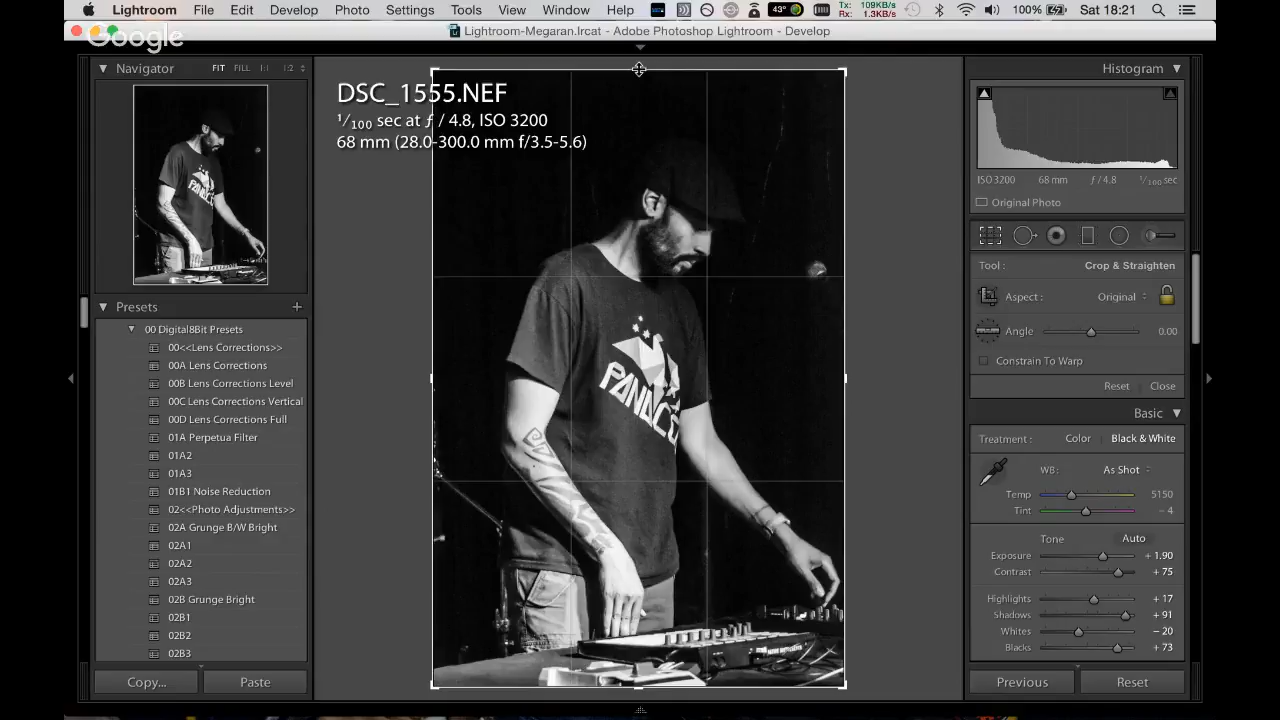 Lightroom File Edit Develop Photo Settings Tools View Window Help 43° Tx: 109KB/s Rx: 1.3KB/s 100% Sat 18:21
Google
Lightroom-Megaran.lrcat - Adobe Photoshop Lightroom - Develop
Navigator FIT FILL 1:1 1:2
Presets +
00 Digital8Bit Presets
00<<Lens Corrections>>
00A Lens Corrections
00B Lens Corrections Level
00C Lens Corrections Vertical
00D Lens Corrections Full
01A Perpetua Filter
01A2
01A3
01B1 Noise Reduction
02<<Photo Adjustments>>
02A Grunge B/W Bright
02A1
02A2
02A3
02B Grunge Bright
02B1
02B2
02B3
Copy... Paste
DSC_1555.NEF
1/100 sec at ƒ / 4.8, ISO 3200
68 mm (28.0-300.0 mm f/3.5-5.6)
Histogram
ISO 3200 68 mm ƒ / 4.8 1/100 sec
Original Photo
Tool : Crop & Straighten
Aspect : Original
Angle 0.00
Constrain To Warp
Reset Close
Basic
Treatment : Color Black & White
WB : As Shot
Temp 5150
Tint – 4
Tone Auto
Exposure + 1.90
Contrast + 75
Highlights + 17
Shadows + 91
Whites – 20
Blacks + 73
Previous Reset